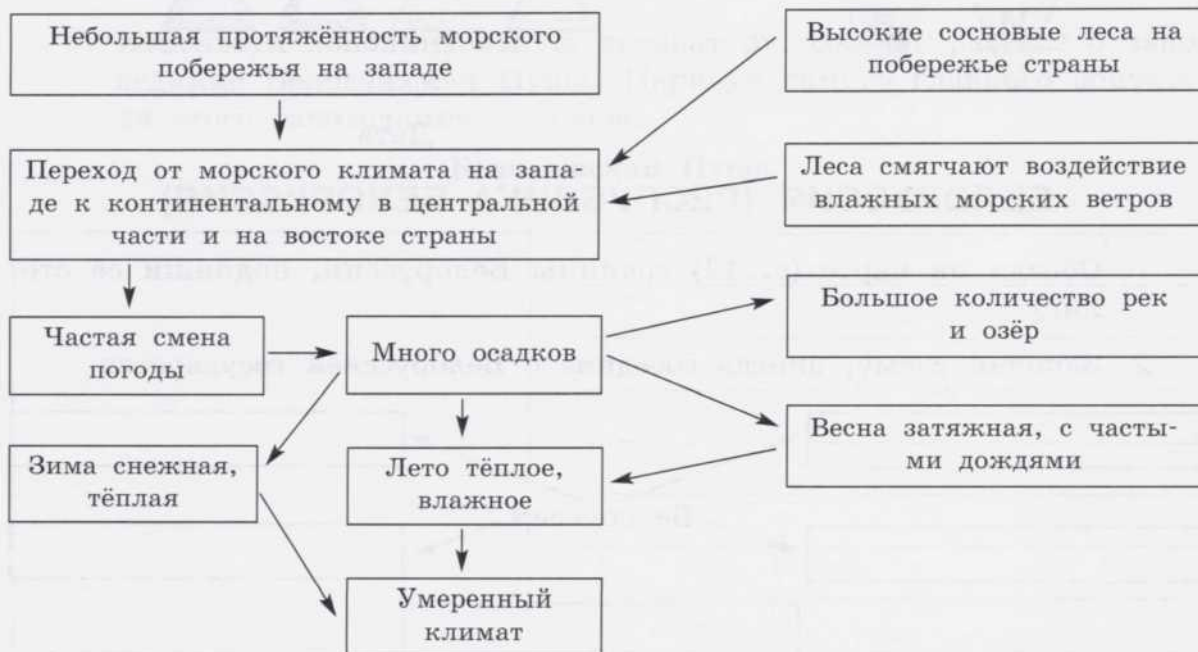 Небольшая протяжённость морского
побережья на западе
Высокие сосновые леса на
побережье страны
Переход от морского климата на запа-
де к континентальному в центральной
части и на востоке страны
Леса смягчают воздействие
влажных морских ветров
Частая смена
погоды
Много осадков
Большое количество рек
и озёр
Зима снежная,
тёплая
Лето тёплое,
влажное
Весна затяжная, с часты-
ми дождями
Умеренный
климат